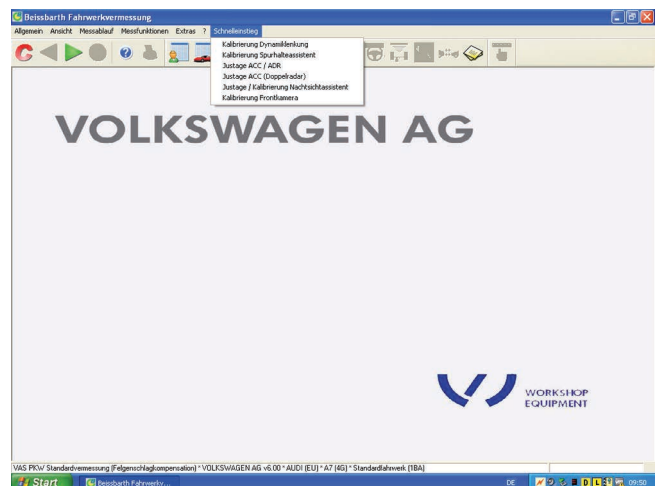 Beissbarth Fahrwerkvermessung
Allgemein Ansicht Messablauf Messfunktionen Extras ? Schnelleinstieg
Kalibrierung Dynamiklenkung
Kalibrierung Spurhalteassistent
Justage ACC / ADR
Justage ACC (Doppelradar)
Justage / Kalibrierung Nachtsichtassistent
Kalibrierung Frontkamera
VOLKSWAGEN AG
WORKSHOP
EQUIPMENT
VAS PKW Standardvermessung (Felgenschlagkompensation) * VOLKSWAGEN AG v6.00 * AUDI (EU) * A7 (4G) * Standardfahrwerk (1BA)
Start Beissbarth Fahrwerkv... DE 09:50